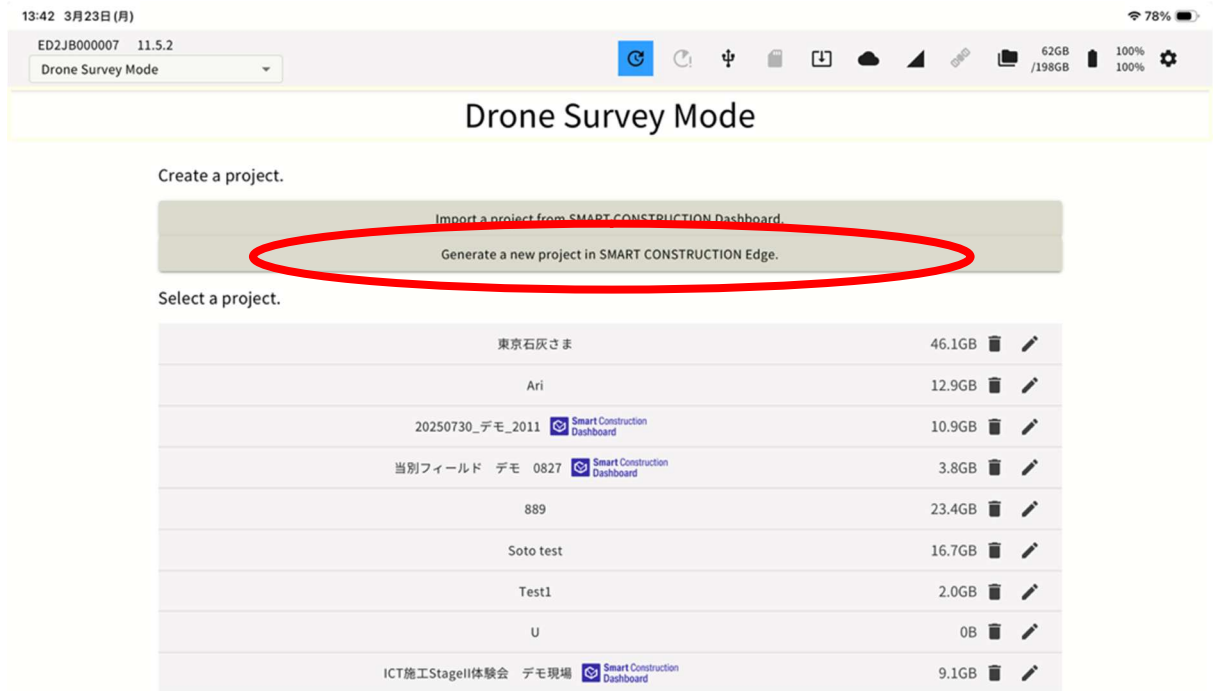 13:42 3月23日(月)
78%
ED2JB000007 11.5.2
Drone Survey Mode
62GB
/198GB
100%
100%
Drone Survey Mode
Create a project.
Import a project from SMART CONSTRUCTION Dashboard.
Generate a new project in SMART CONSTRUCTION Edge.
Select a project.
東京石灰さま 46.1GB
Ari 12.9GB
20250730_デモ_2011 Smart Construction Dashboard 10.9GB
当別フィールド デモ 0827 Smart Construction Dashboard 3.8GB
889 23.4GB
Soto test 16.7GB
Test1 2.0GB
U 0B
ICT施工StageII体験会 デモ現場 Smart Construction Dashboard 9.1GB